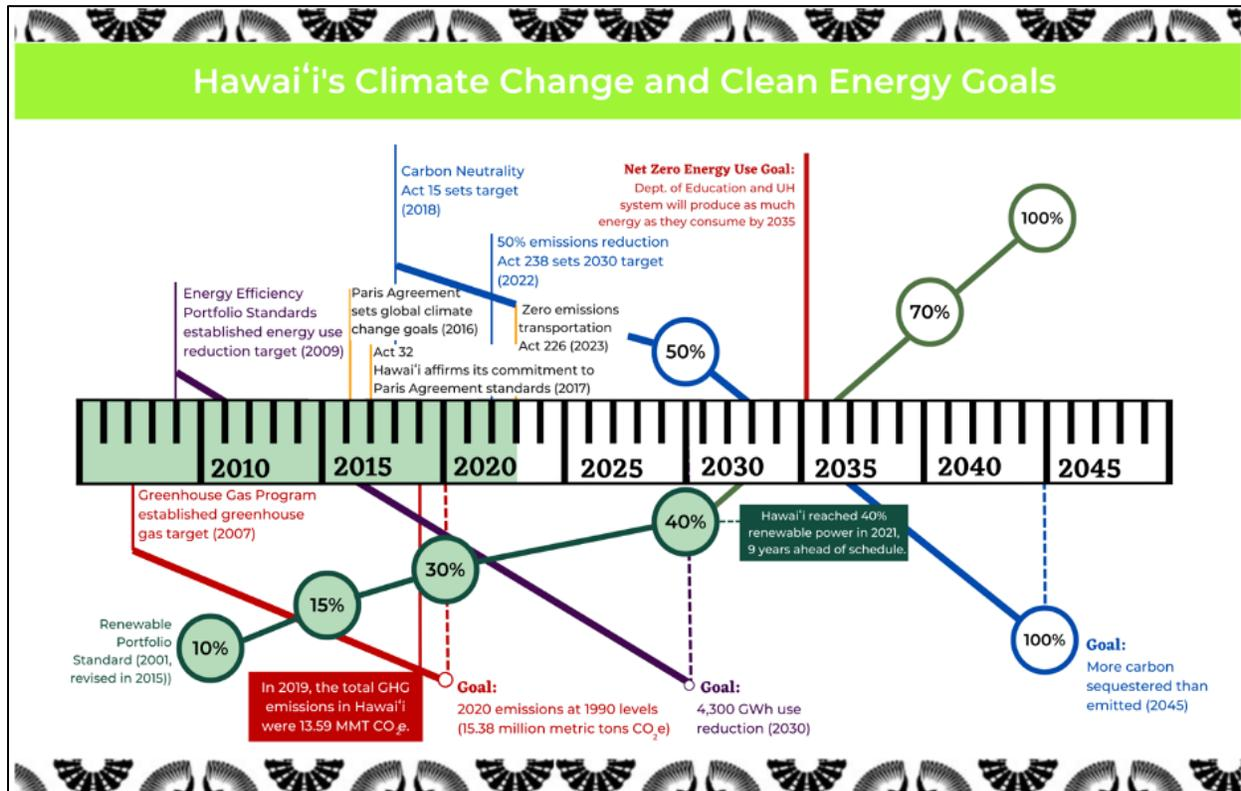 Hawaiʻi's Climate Change and Clean Energy Goals
Carbon Neutrality
Act 15 sets target
(2018)
Net Zero Energy Use Goal:
Dept. of Education and UH
system will produce as much
energy as they consume by 2035
100%
50% emissions reduction
Act 238 sets 2030 target
(2022)
Energy Efficiency
Portfolio Standards
established energy use
reduction target (2009)
Paris Agreement
sets global climate
change goals (2016)
Zero emissions
transportation
Act 226 (2023)
70%
50%
Act 32
Hawaiʻi affirms its commitment to
Paris Agreement standards (2017)
2010
2015
2020
2025
2030
2035
2040
2045
Greenhouse Gas Program
established greenhouse
gas target (2007)
40%
Hawaiʻi reached 40%
renewable power in 2021,
9 years ahead of schedule.
30%
15%
10%
Renewable
Portfolio
Standard (2001,
revised in 2015))
100%
Goal:
More carbon
sequestered than
emitted (2045)
In 2019, the total GHG
emissions in Hawaiʻi
were 13.59 MMT CO₂e.
Goal:
2020 emissions at 1990 levels
(15.38 million metric tons CO₂e)
Goal:
4,300 GWh use
reduction (2030)